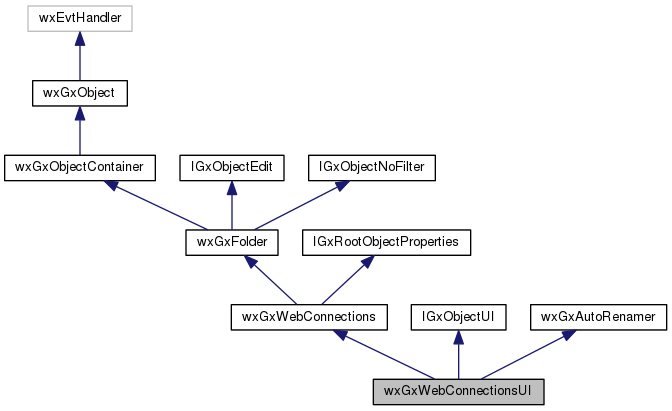 wxEvtHandler
wxGxObject
wxGxObjectContainer
IGxObjectEdit
IGxObjectNoFilter
wxGxFolder
IGxRootObjectProperties
wxGxWebConnections
IGxObjectUI
wxGxAutoRenamer
wxGxWebConnectionsUI